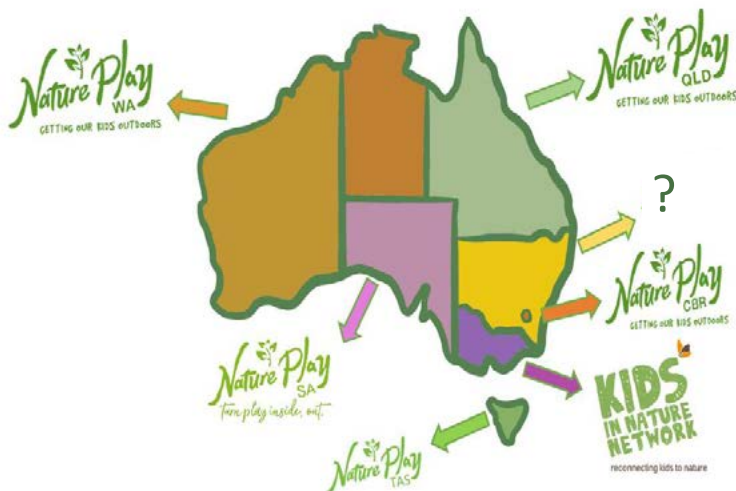 Nature Play
WA
GETTING OUR KIDS OUTDOORS
Nature Play
QLD
GETTING OUR KIDS OUTDOORS
?
Nature Play
CBR
GETTING OUR KIDS OUTDOORS
Nature Play
SA
turn play inside, out.
KIDS
IN NATURE
NETWORK
reconnecting kids to nature
Nature Play
TAS